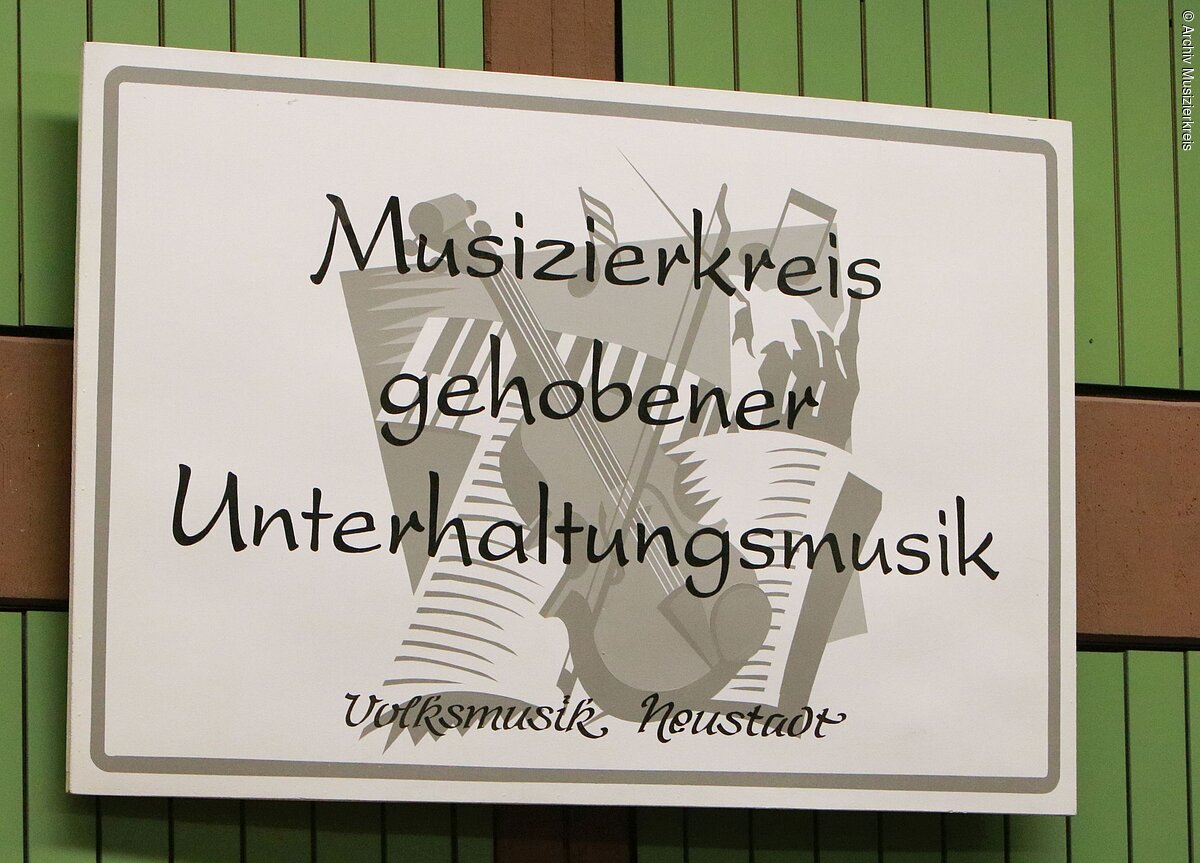 Musizierkreis
gehobener
Unterhaltungsmusik
Volksmusik Neustadt
© Archiv Musizierkreis